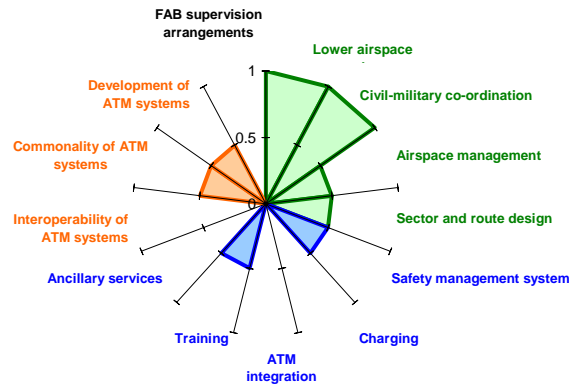 FAB supervision
arrangements
Lower airspace
Development of
ATM systems
Civil-military co-ordination
Commonality of ATM
systems
Airspace management
Interoperability of
ATM systems
Sector and route design
Ancillary services
Safety management system
Training
Charging
ATM
integration
1
0.5
0